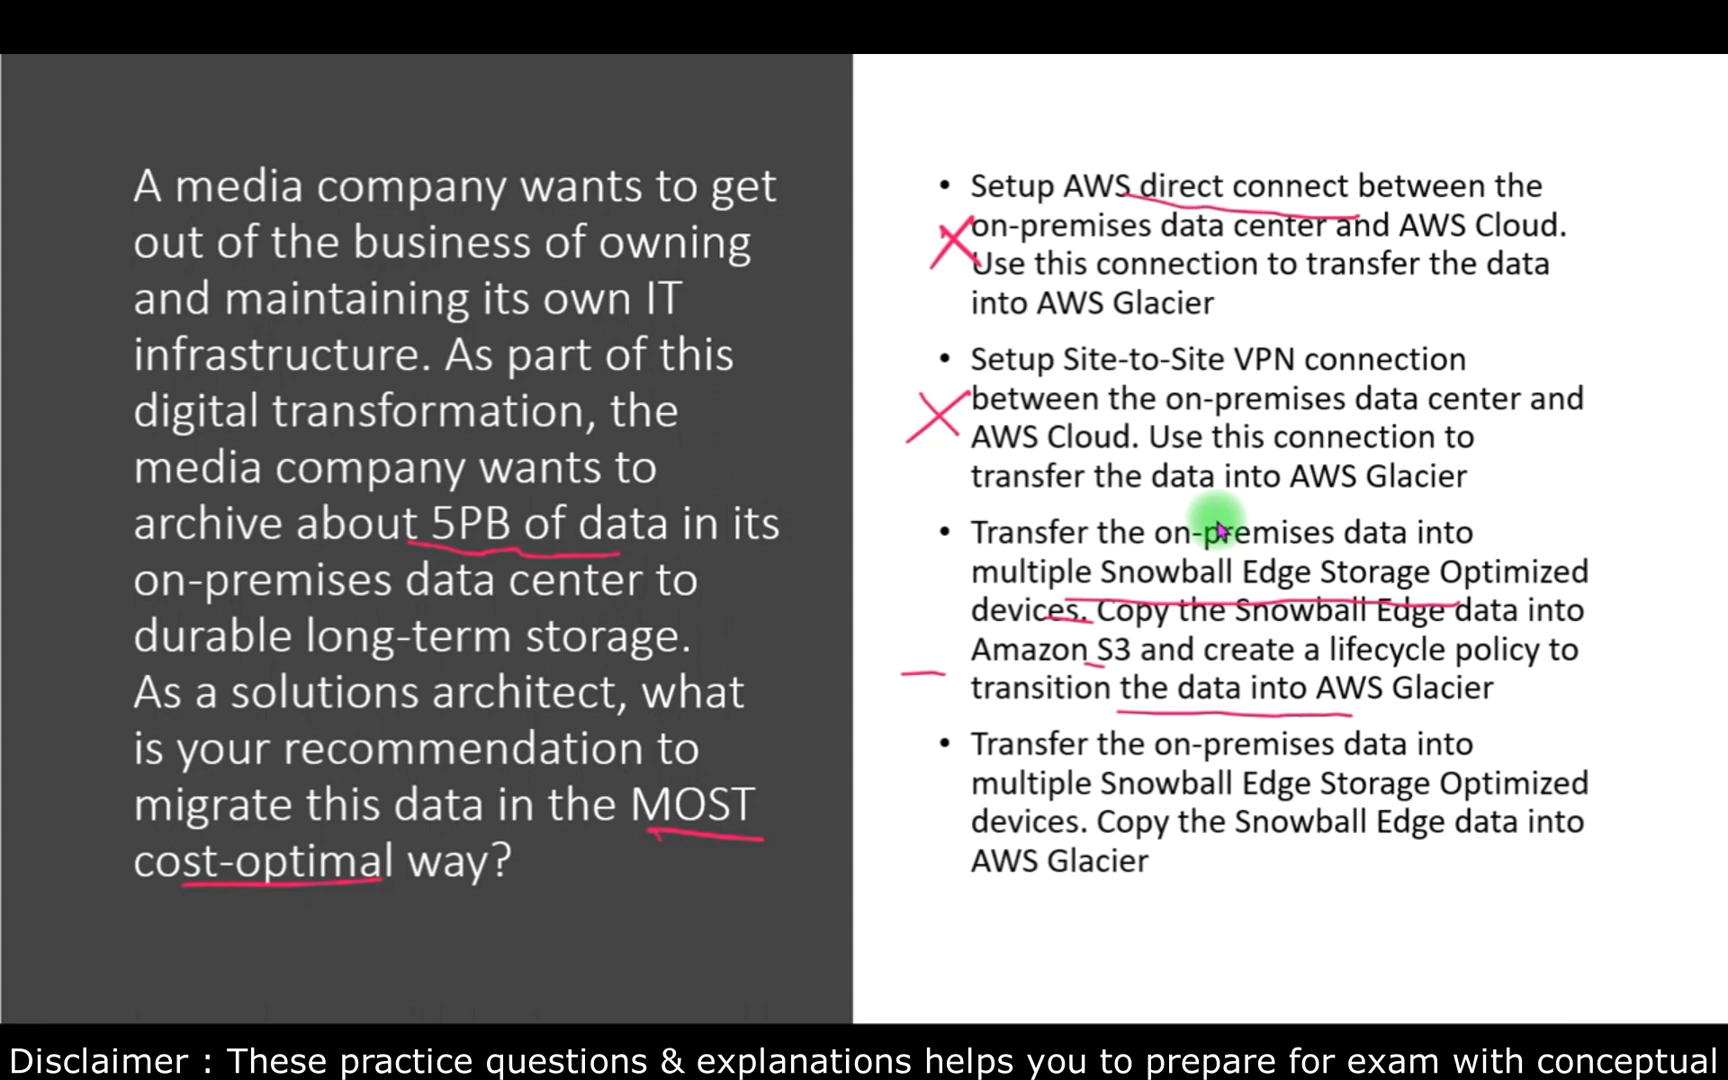 A media company wants to get
out of the business of owning
and maintaining its own IT
infrastructure. As part of this
digital transformation, the
media company wants to
archive about 5PB of data in its
on-premises data center to
durable long-term storage.
As a solutions architect, what
is your recommendation to
migrate this data in the MOST
cost-optimal way?
• Setup AWS direct connect between the
on-premises data center and AWS Cloud.
Use this connection to transfer the data
into AWS Glacier
• Setup Site-to-Site VPN connection
between the on-premises data center and
AWS Cloud. Use this connection to
transfer the data into AWS Glacier
• Transfer the on-premises data into
multiple Snowball Edge Storage Optimized
devices. Copy the Snowball Edge data into
Amazon S3 and create a lifecycle policy to
transition the data into AWS Glacier
• Transfer the on-premises data into
multiple Snowball Edge Storage Optimized
devices. Copy the Snowball Edge data into
AWS Glacier
Disclaimer : These practice questions & explanations helps you to prepare for exam with conceptual